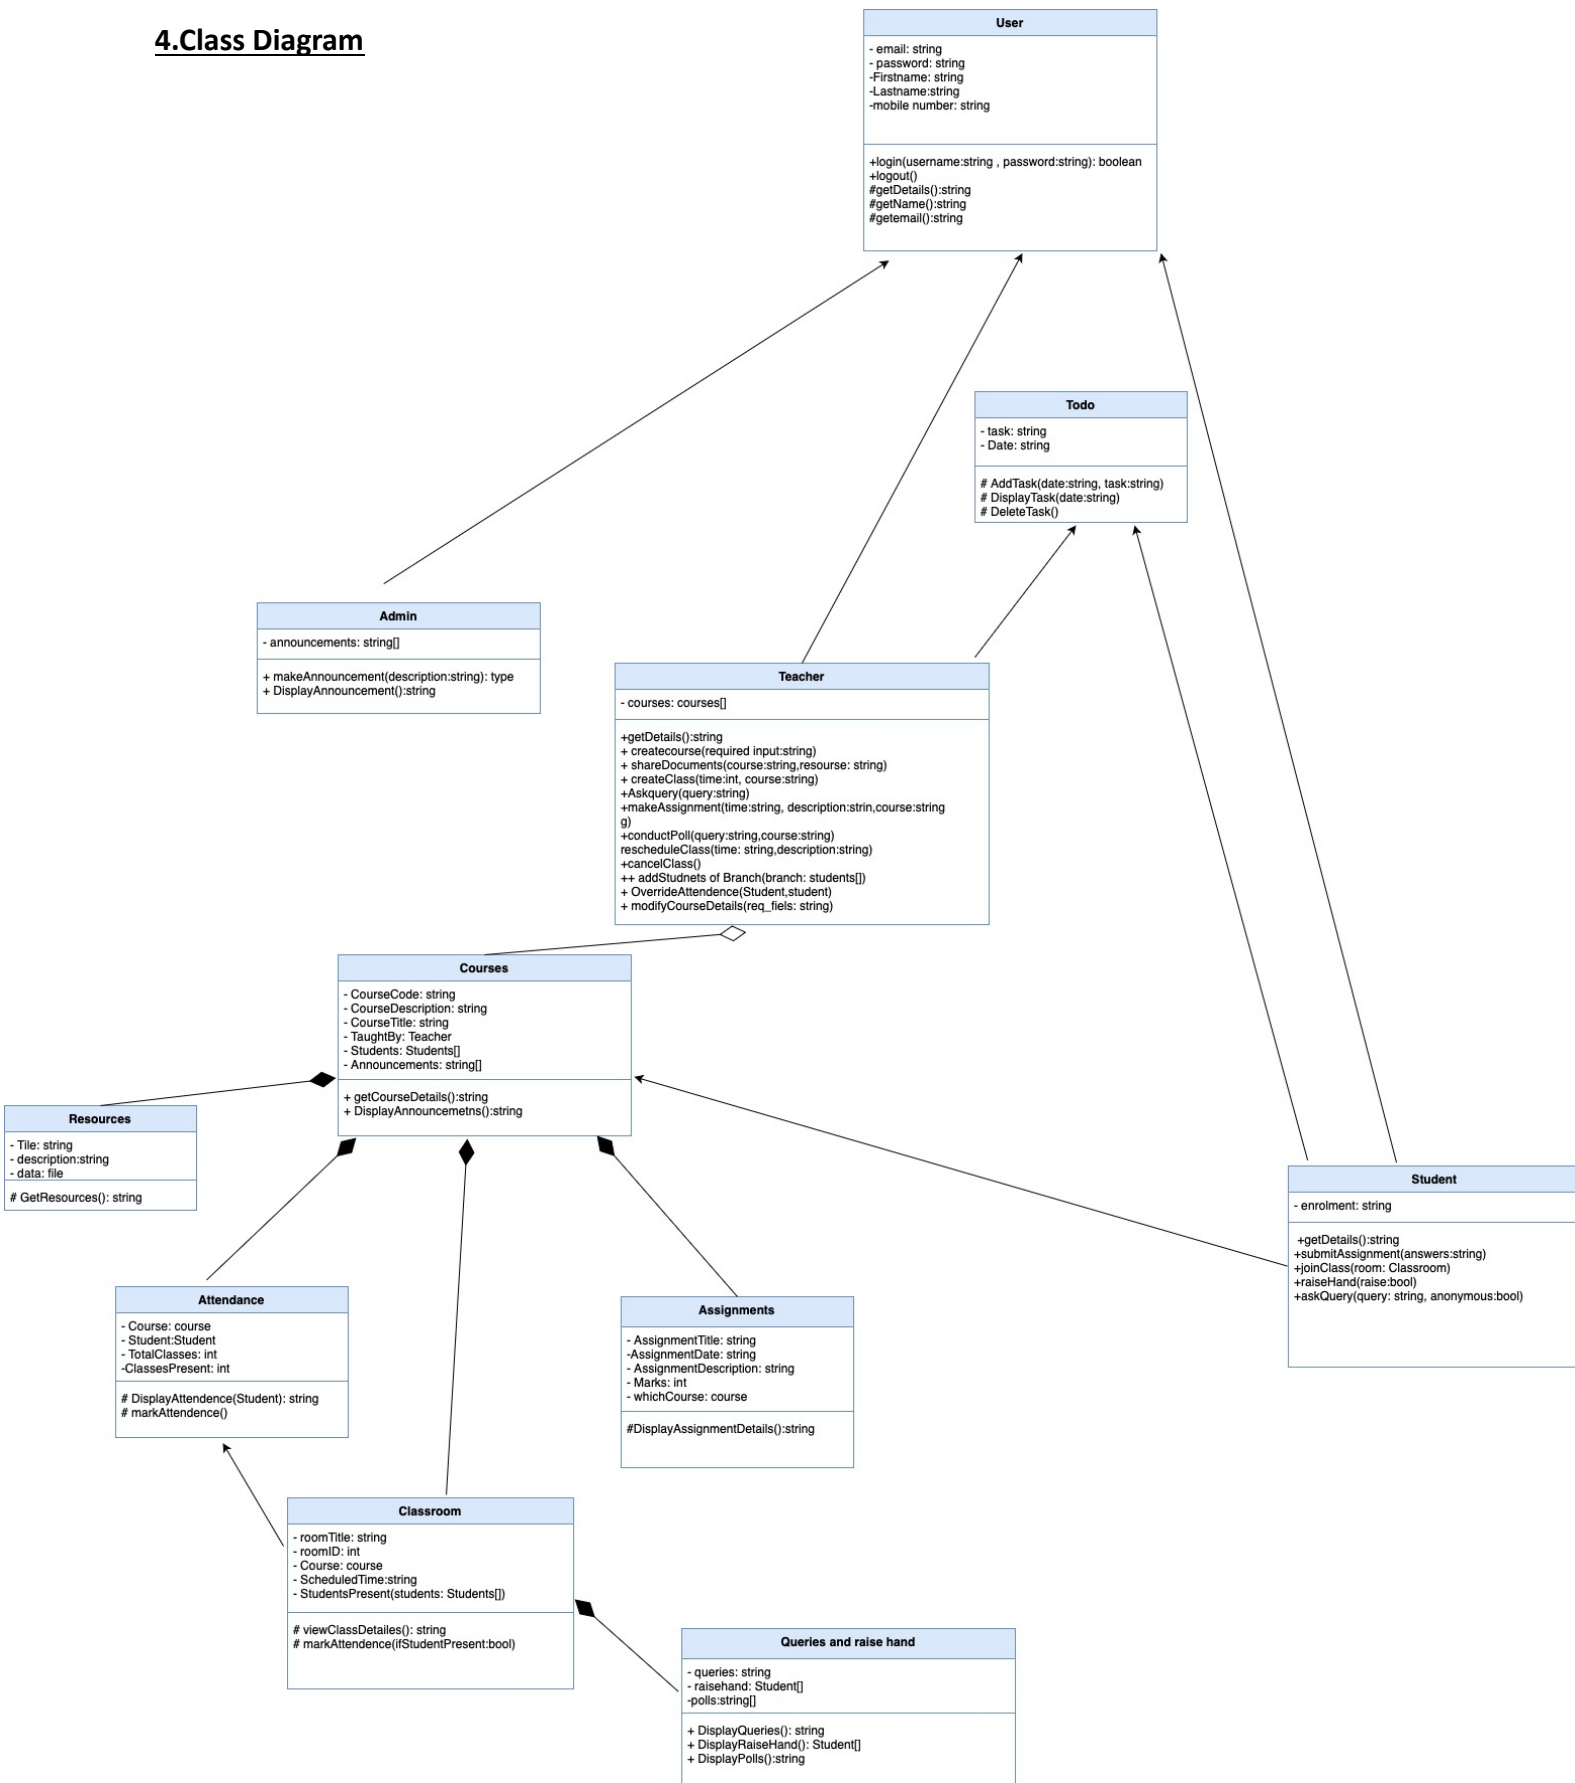 4.Class Diagram
User
- email: string
- password: string
-Firstname: string
-Lastname:string
-mobile number: string
+login(username:string , password:string): boolean
+logout()
#getDetails():string
#getName():string
#getemail():string
Todo
- task: string
- Date: string
# AddTask(date:string, task:string)
# DisplayTask(date:string)
# DeleteTask()
Admin
- announcements: string[]
+ makeAnnouncement(description:string): type
+ DisplayAnnouncement():string
Teacher
- courses: courses[]
+getDetails():string
+ createcourse(required input:string)
+ shareDocuments(course:string,resourse: string)
+ createClass(time:int, course:string)
+Askquery(query:string)
+makeAssignment(time:string, description:strin,course:string
g)
+conductPoll(query:string,course:string)
rescheduleClass(time: string,description:string)
+cancelClass()
++ addStudnets of Branch(branch: students[])
+ OverrideAttendence(Student,student)
+ modifyCourseDetails(req_fiels: string)
Courses
- CourseCode: string
- CourseDescription: string
- CourseTitle: string
- TaughtBy: Teacher
- Students: Students[]
- Announcements: string[]
+ getCourseDetails():string
+ DisplayAnnouncemetns():string
Resources
- Tile: string
- description:string
- data: file
# GetResources(): string
Student
- enrolment: string
+getDetails():string
+submitAssignment(answers:string)
+joinClass(room: Classroom)
+raiseHand(raise:bool)
+askQuery(query: string, anonymous:bool)
Attendance
- Course: course
- Student:Student
- TotalClasses: int
-ClassesPresent: int
# DisplayAttendence(Student): string
# markAttendence()
Assignments
- AssignmentTitle: string
-AssignmentDate: string
- AssignmentDescription: string
- Marks: int
- whichCourse: course
#DisplayAssignmentDetails():string
Classroom
- roomTitle: string
- roomID: int
- Course: course
- ScheduledTime:string
- StudentsPresent(students: Students[])
# viewClassDetailes(): string
# markAttendence(ifStudentPresent:bool)
Queries and raise hand
- queries: string
- raisehand: Student[]
-polls:string[]
+ DisplayQueries(): string
+ DisplayRaiseHand(): Student[]
+ DisplayPolls():string